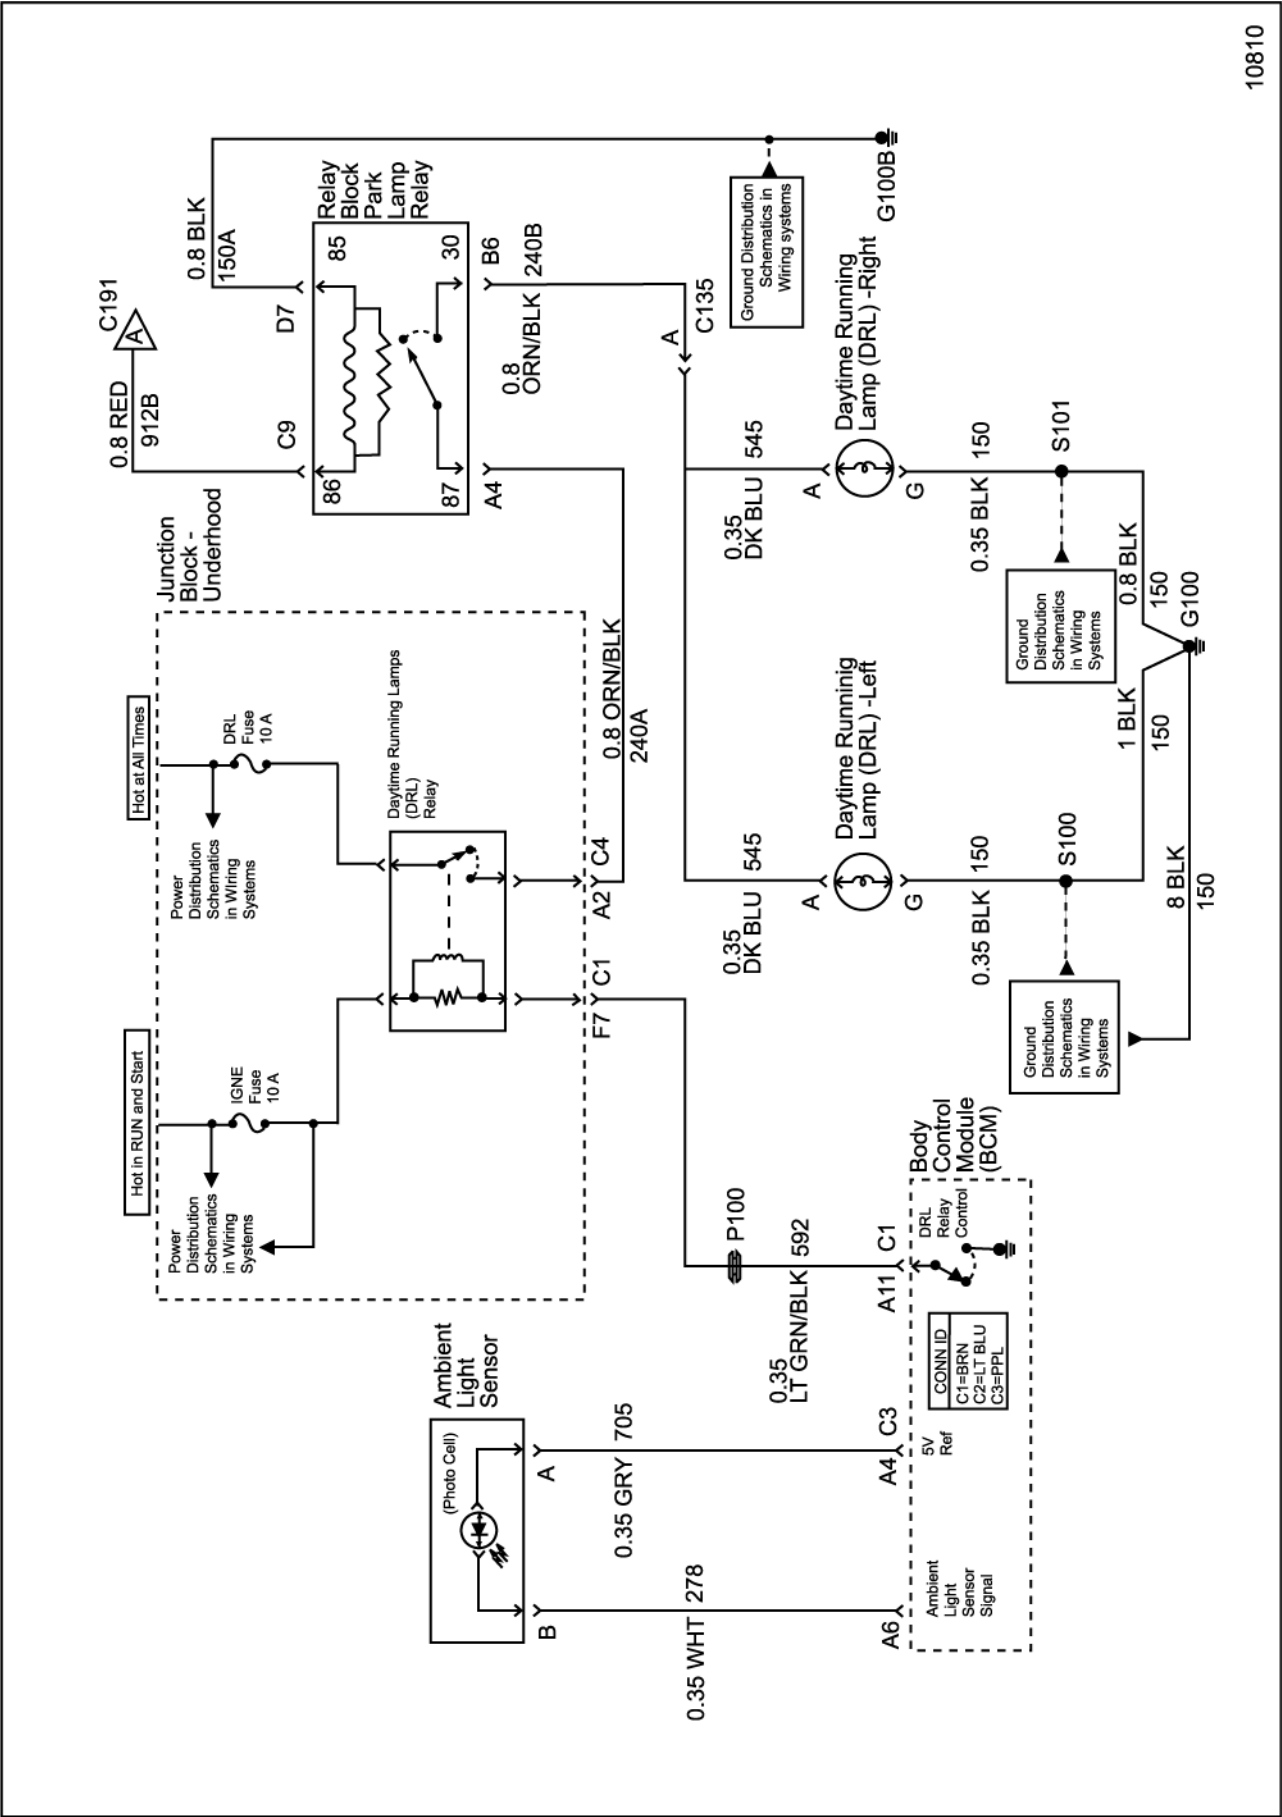 C191
A
0.8 RED
912B
Hot in RUN and Start
Hot at All Times
Junction
Block -
Underhood
0.8 BLK
150A
Power
Distribution
Schematics
in Wiring
Systems
IGNE
Fuse
10 A
Power
Distribution
Schematics
in WIring
Systems
DRL
Fuse
10 A
C9
D7
86
85
87
30
Relay
Block
Park
Lamp
Relay
Daytime Running Lamps
(DRL)
Relay
Ambient
Light
Sensor
(Photo Cell)
A4
B6
B
A
F7
C1
A2
C4
0.8 ORN/BLK
240A
0.8
ORN/BLK
240B
0.35 GRY
705
0.35 WHT
278
A
C135
P100
0.35
LT GRN/BLK
592
0.35
DK BLU
545
0.35
DK BLU
545
Ground Distribution
Schematics in
Wiring systems
A
Daytime Running
Lamp (DRL) -Left
A
Daytime Running
Lamp (DRL) -Right
G100B
A6
A4
C3
A11
C1
G
G
Body
Control
Module
(BCM)
Ambient
Light
Sensor
Signal
5V
Ref
CONN ID
C1=BRN
C2=LT BLU
C3=PPL
DRL
Relay
Control
0.35 BLK
150
0.35 BLK
150
Ground
Distribution
Schematics
in Wiring
Systems
S100
Ground
Distribution
Schematics
in Wiring
Systems
S101
1 BLK
150
0.8 BLK
150
8 BLK
150
G100
10810